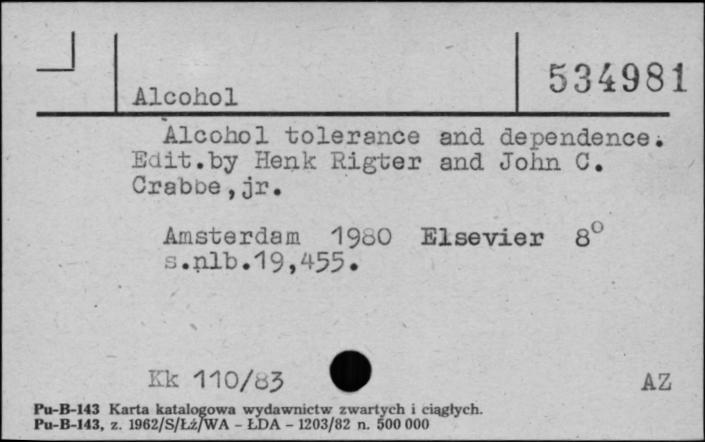 534981
Alcohol
Alcohol tolerance and dependence.
Edit.by Henk Rigter and John C.
Crabbe,jr.
Amsterdam 1980 Elsevier 8°
s.nlb.19,455.
Kk 110/83 AZ
Pu-B-143 Karta katalogowa wydawnictw zwartych i ciągłych.
Pu-B-143, z. 1962/S/Łż/WA - ŁDA - 1203/82 n. 500 000